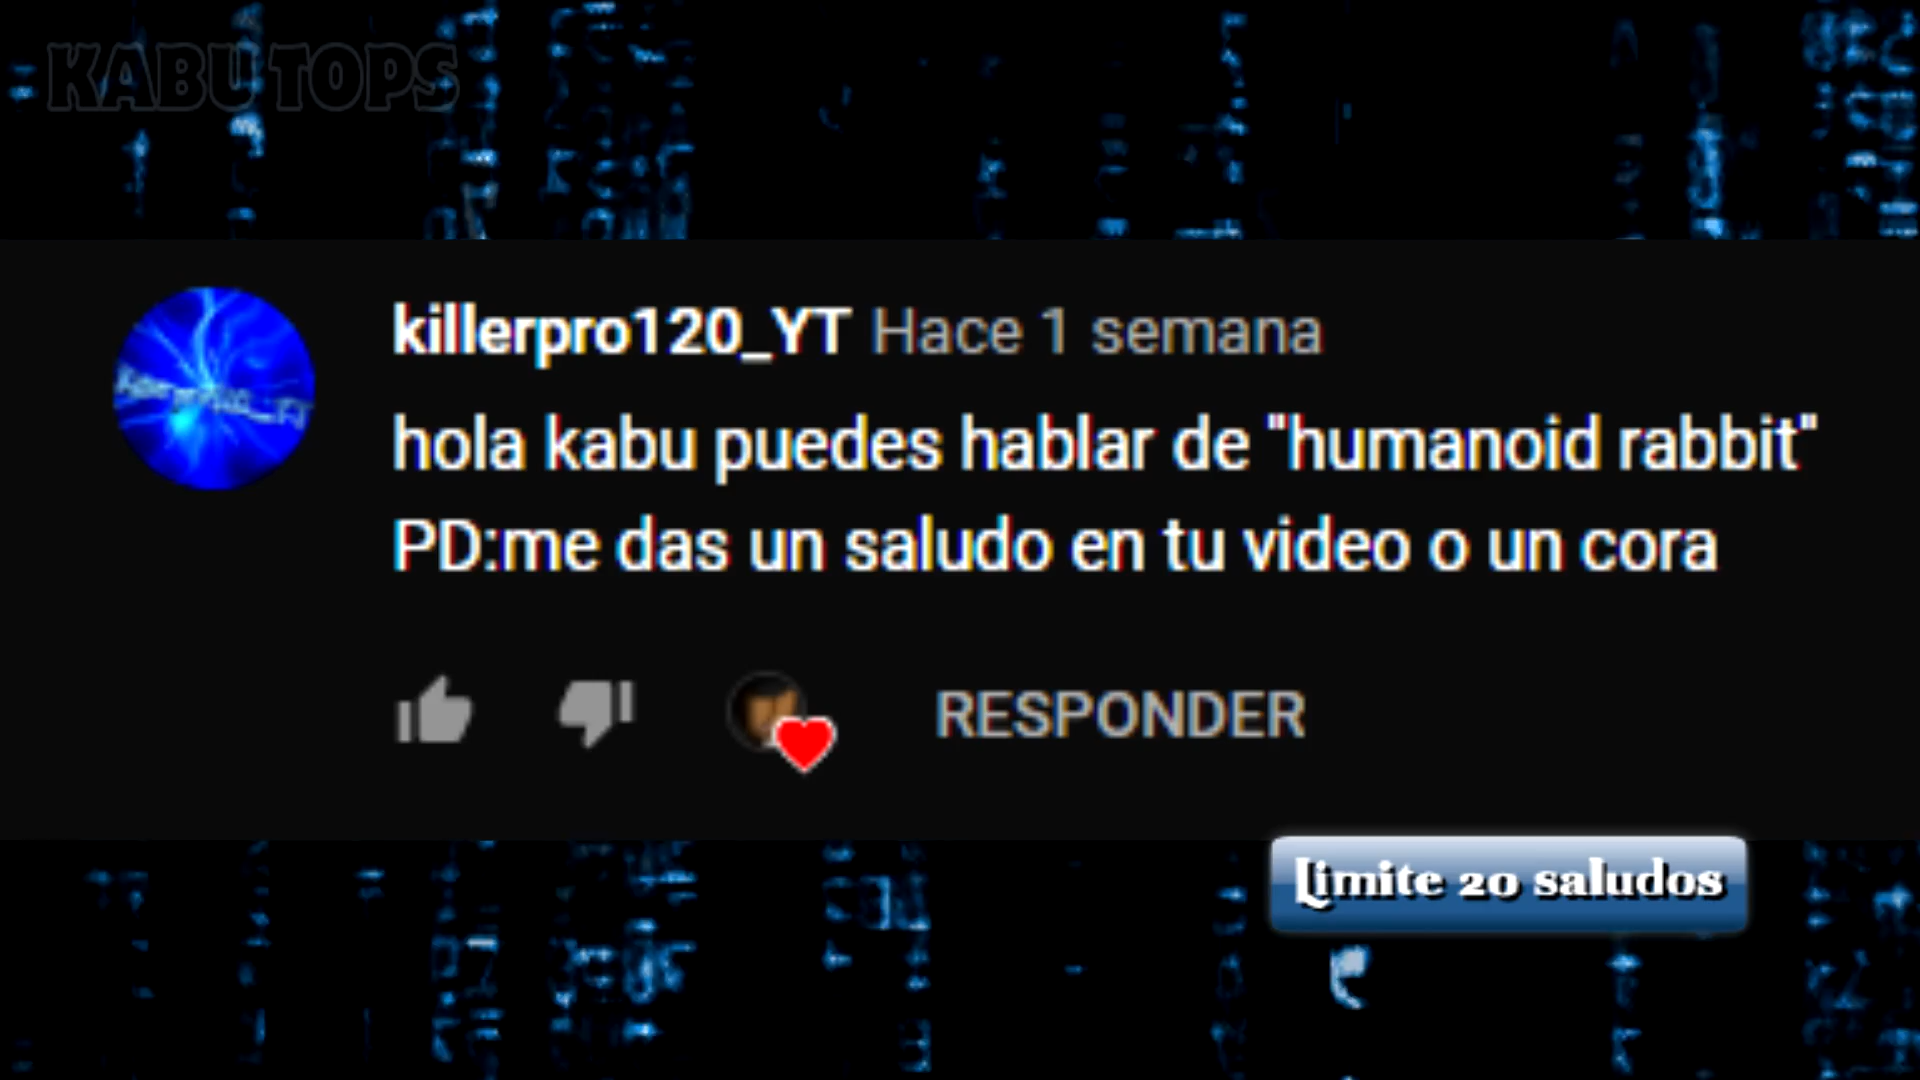 KABU TOPS
killerpro120_YT Hace 1 semana
hola kabu puedes hablar de "humanoid rabbit"
PD:me das un saludo en tu video o un cora
RESPONDER
Limite 20 saludos